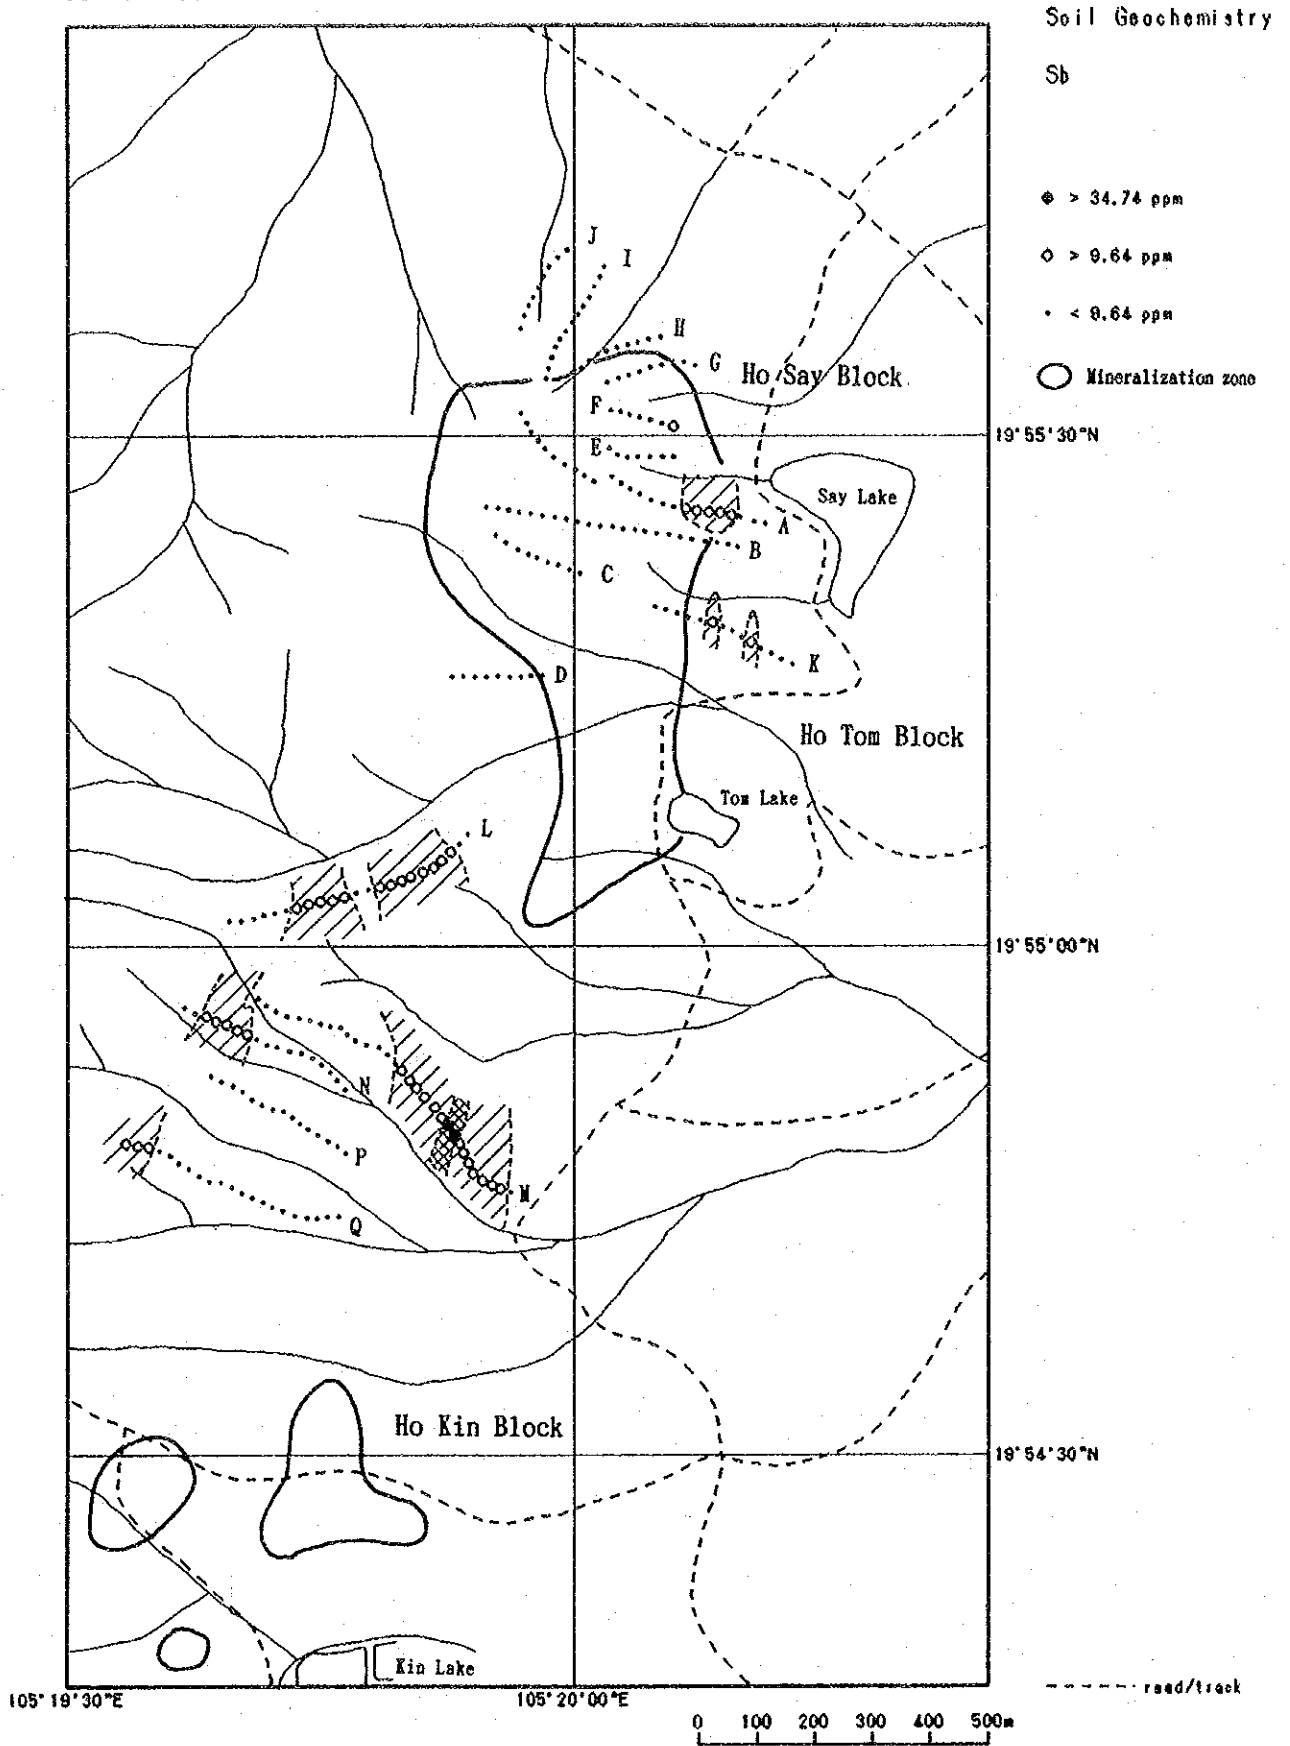 Soil Geochemistry
Sb
> 34.74 ppm
> 9.64 ppm
< 9.64 ppm
Mineralization zone
J
I
H
G
Ho Say Block
F
E
19°55'30"N
Say Lake
A
B
C
K
D
Ho Tom Block
Tom Lake
L
19°55'00"N
N
P
M
Q
Ho Kin Block
19°54'30"N
Kin Lake
105°19'30"E
105°20'00"E
road/track
0 100 200 300 400 500m